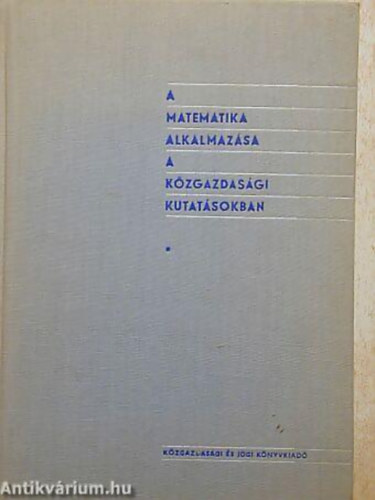 A
MATEMATIKA
ALKALMAZÁSA
A
KÖZGAZDASÁGI
KUTATÁSOKBAN
KÖZGAZDASÁGI ÉS JOGI KÖNYVKIADÓ
Antikvárium.hu